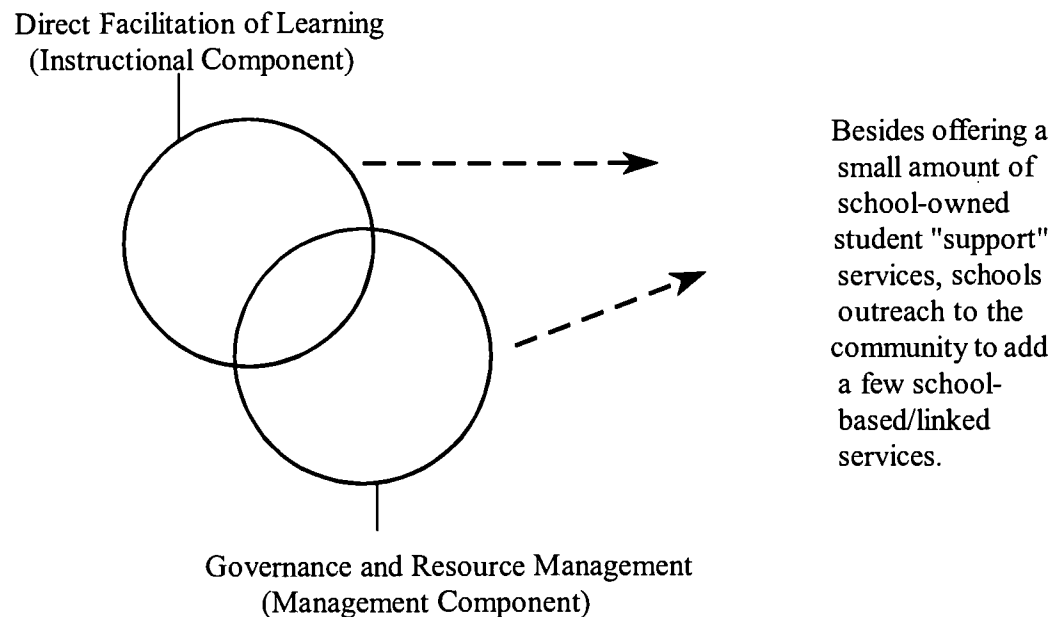 Direct Facilitation of Learning
(Instructional Component)
Besides offering a
small amount of
school-owned
student "support"
services, schools
outreach to the
community to add
a few school-
based/linked
services.
Governance and Resource Management
(Management Component)